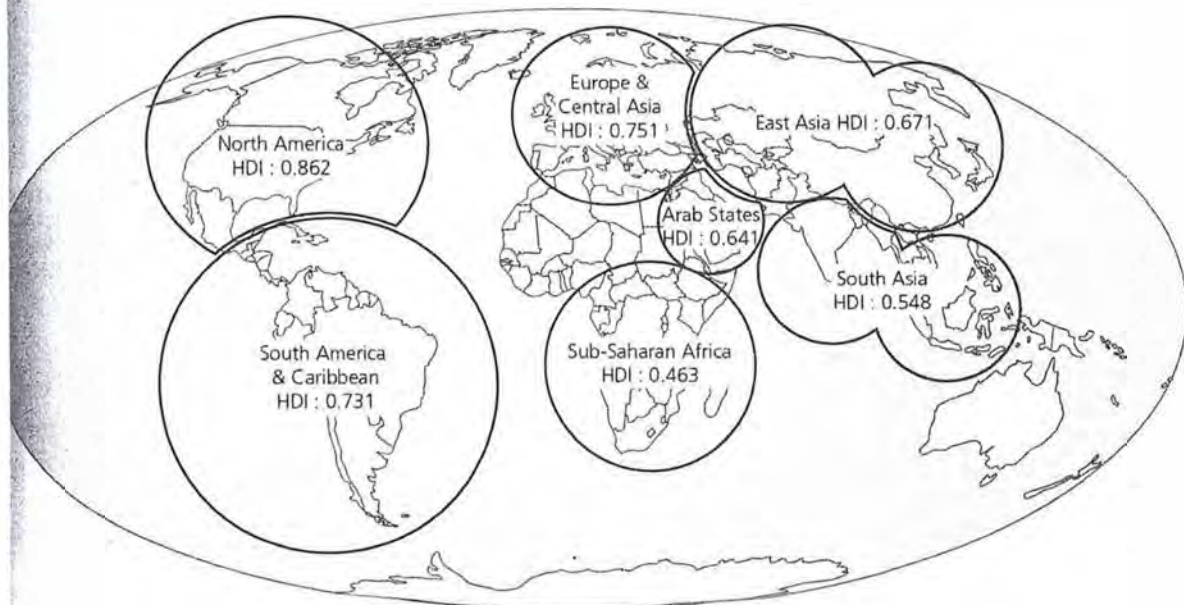 North America
HDI : 0.862
Europe &
Central Asia
HDI : 0.751
East Asia HDI : 0.671
Arab States
HDI : 0.641
South Asia
HDI : 0.548
South America
& Caribbean
HDI : 0.731
Sub-Saharan Africa
HDI : 0.463